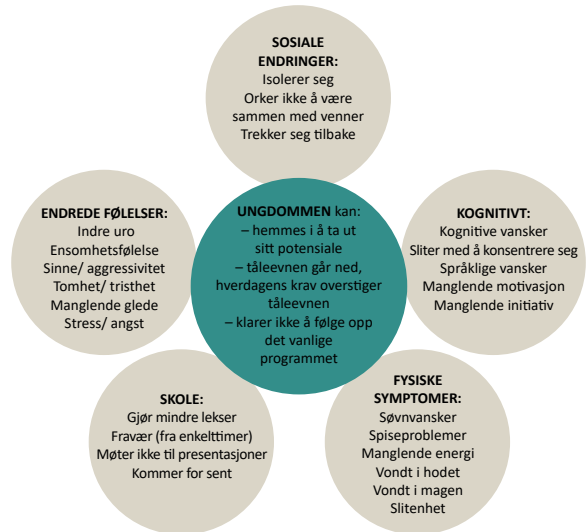 SOSIALE
ENDRINGER:
Isolerer seg
Orker ikke å være
sammen med venner
Trekker seg tilbake
ENDREDE FØLELSER:
Indre uro
Ensomhetsfølelse
Sinne/ aggressivitet
Tomhet/ tristhet
Manglende glede
Stress/ angst
UNGDOMMEN kan:
– hemmes i å ta ut
sitt potensiale
– tåleevnen går ned,
hverdagens krav overstiger
tåleevnen
– klarer ikke å følge opp
det vanlige
programmet
KOGNITIVT:
Kognitive vansker
Sliter med å konsentrere seg
Språklige vansker
Manglende motivasjon
Manglende initiativ
SKOLE:
Gjør mindre lekser
Fravær (fra enkelttimer)
Møter ikke til presentasjoner
Kommer for sent
FYSISKE
SYMPTOMER:
Søvnvansker
Spiseproblemer
Manglende energi
Vondt i hodet
Vondt i magen
Slitenhet